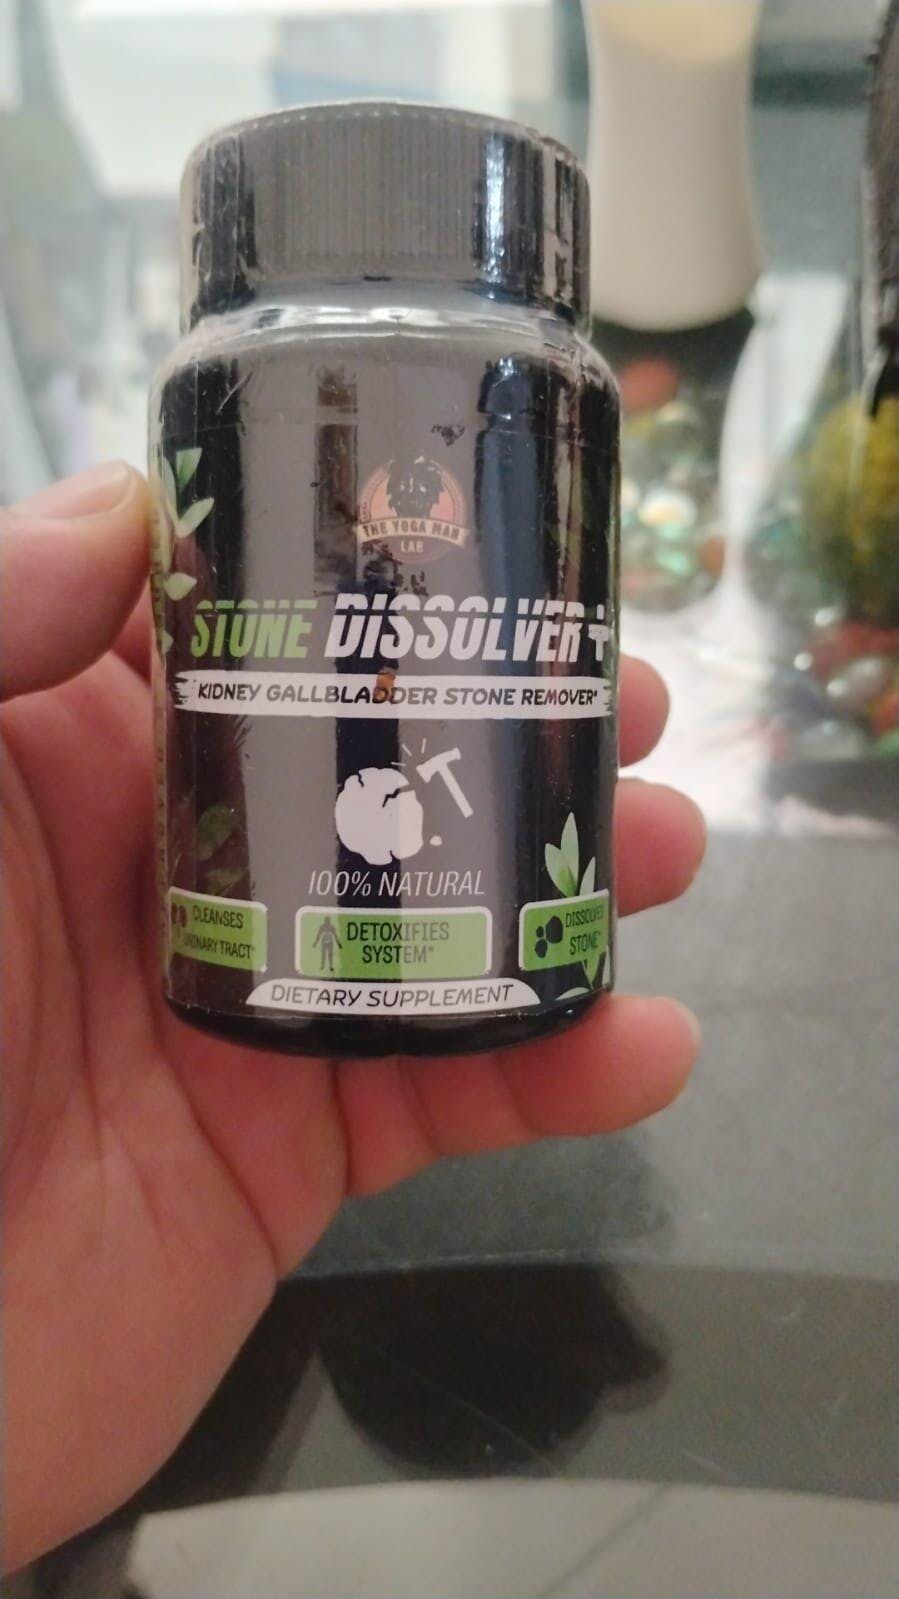 THE YOGA MAN
LAB
STONE DISSOLVER+
KIDNEY GALLBLADDER STONE REMOVER*
100% NATURAL
CLEANSES
URINARY TRACT*
DETOXIFIES
SYSTEM*
DISSOLVES
STONE*
DIETARY SUPPLEMENT